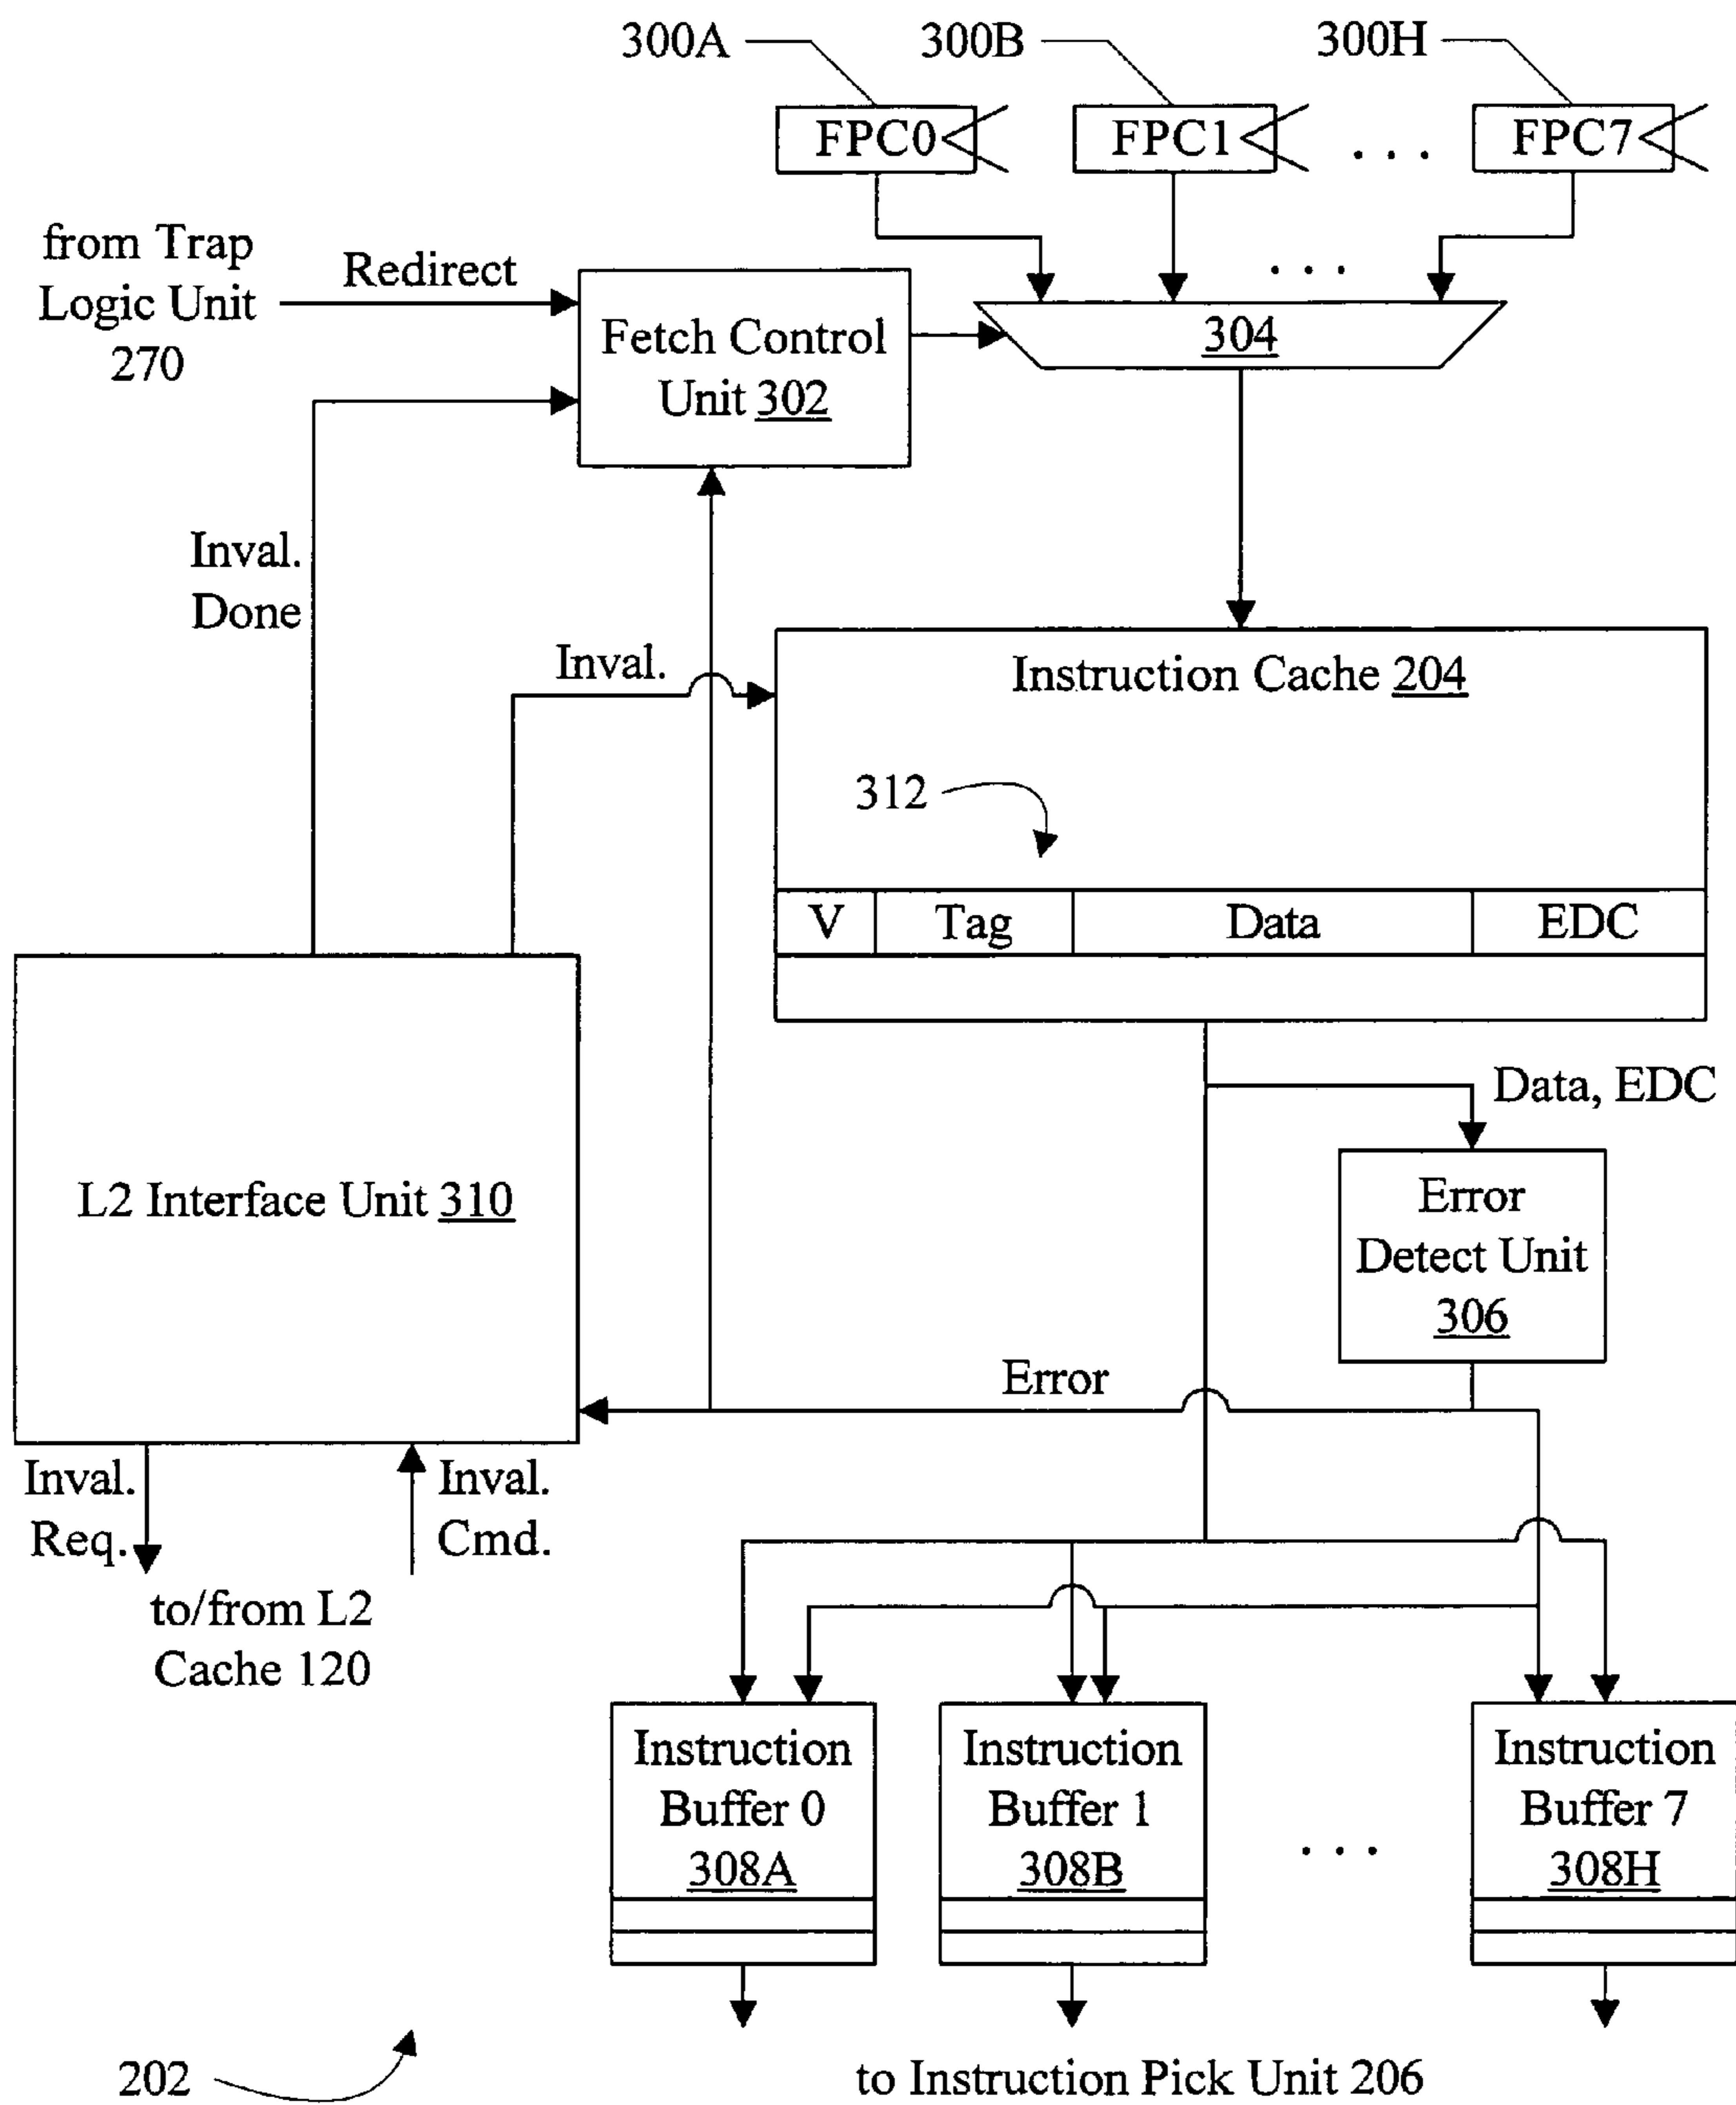 300A 300B 300H
FPC0 FPC1 . . . FPC7
from Trap
Logic Unit
270
Redirect
. . .
Fetch Control
Unit 302
304
Inval.
Done
Inval.
Instruction Cache 204
312
V Tag Data EDC
Data, EDC
L2 Interface Unit 310
Error
Detect Unit
306
Error
Inval.
Req.
Inval.
Cmd.
to/from L2
Cache 120
Instruction
Buffer 0
308A
Instruction
Buffer 1
308B
. . .
Instruction
Buffer 7
308H
202
to Instruction Pick Unit 206